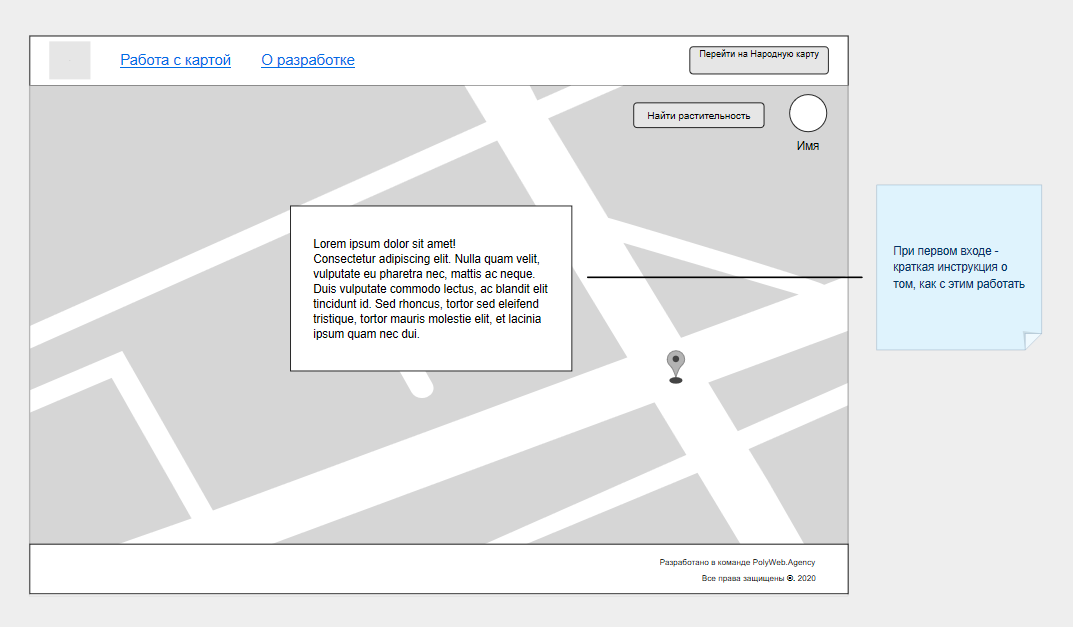 Работа с картой
О разработке
Перейти на Народную карту
Найти растительность
Имя
Lorem ipsum dolor sit amet!
Consectetur adipiscing elit. Nulla quam velit,
vulputate eu pharetra nec, mattis ac neque.
Duis vulputate commodo lectus, ac blandit elit
tincidunt id. Sed rhoncus, tortor sed eleifend
tristique, tortor mauris molestie elit, et lacinia
ipsum quam nec dui.
При первом входе -
краткая инструкция о
том, как с этим работать
Разработано в команде PolyWeb.Agency
Все права защищены ®. 2020